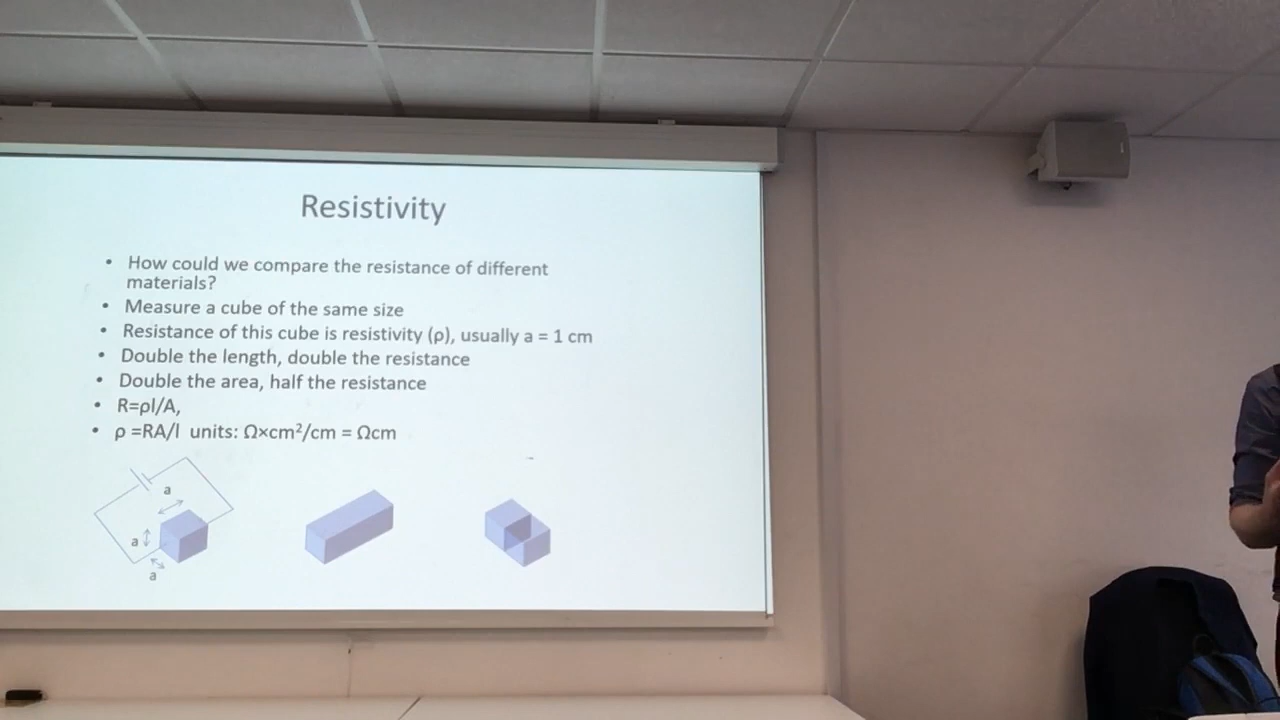 Resistivity
• How could we compare the resistance of different
materials?
• Measure a cube of the same size
• Resistance of this cube is resistivity (ρ), usually a = 1 cm
• Double the length, double the resistance
• Double the area, half the resistance
• R=ρl/A,
• ρ =RA/l  units: Ω×cm²/cm = Ωcm
a
a
a